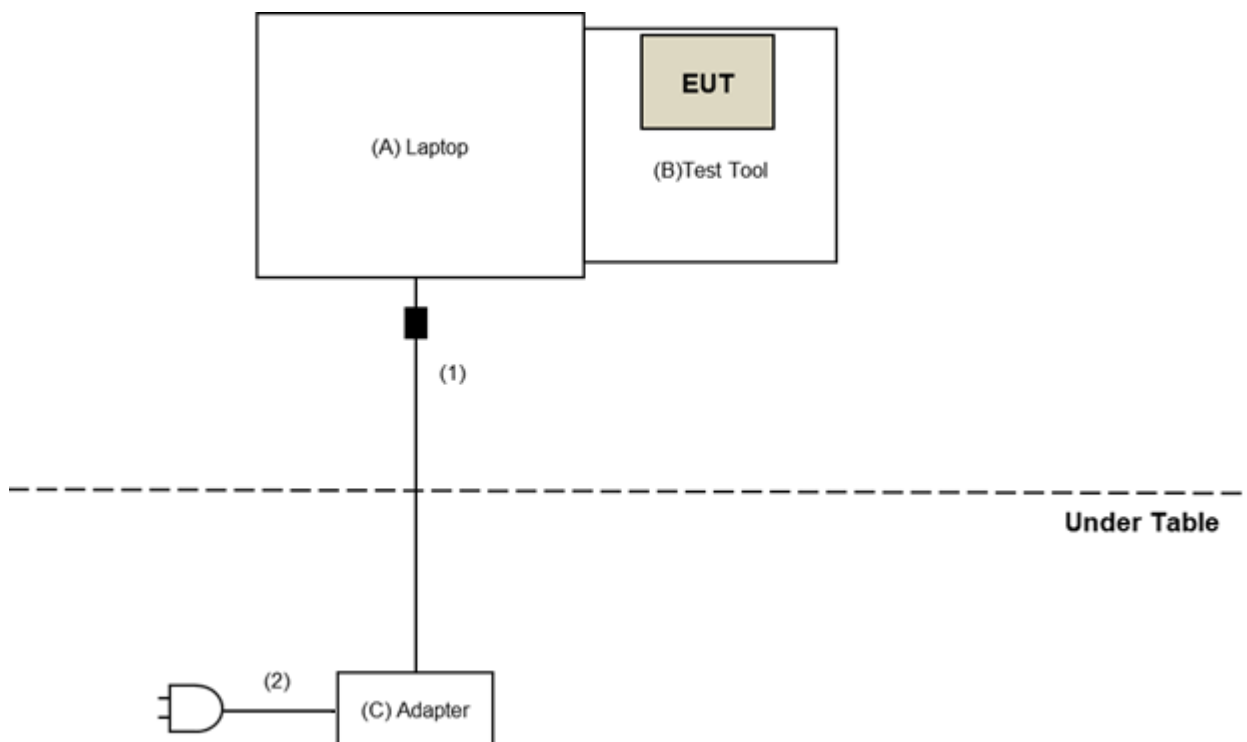 EUT
(A) Laptop
(B)Test Tool
(1)
Under Table
(2)
(C) Adapter